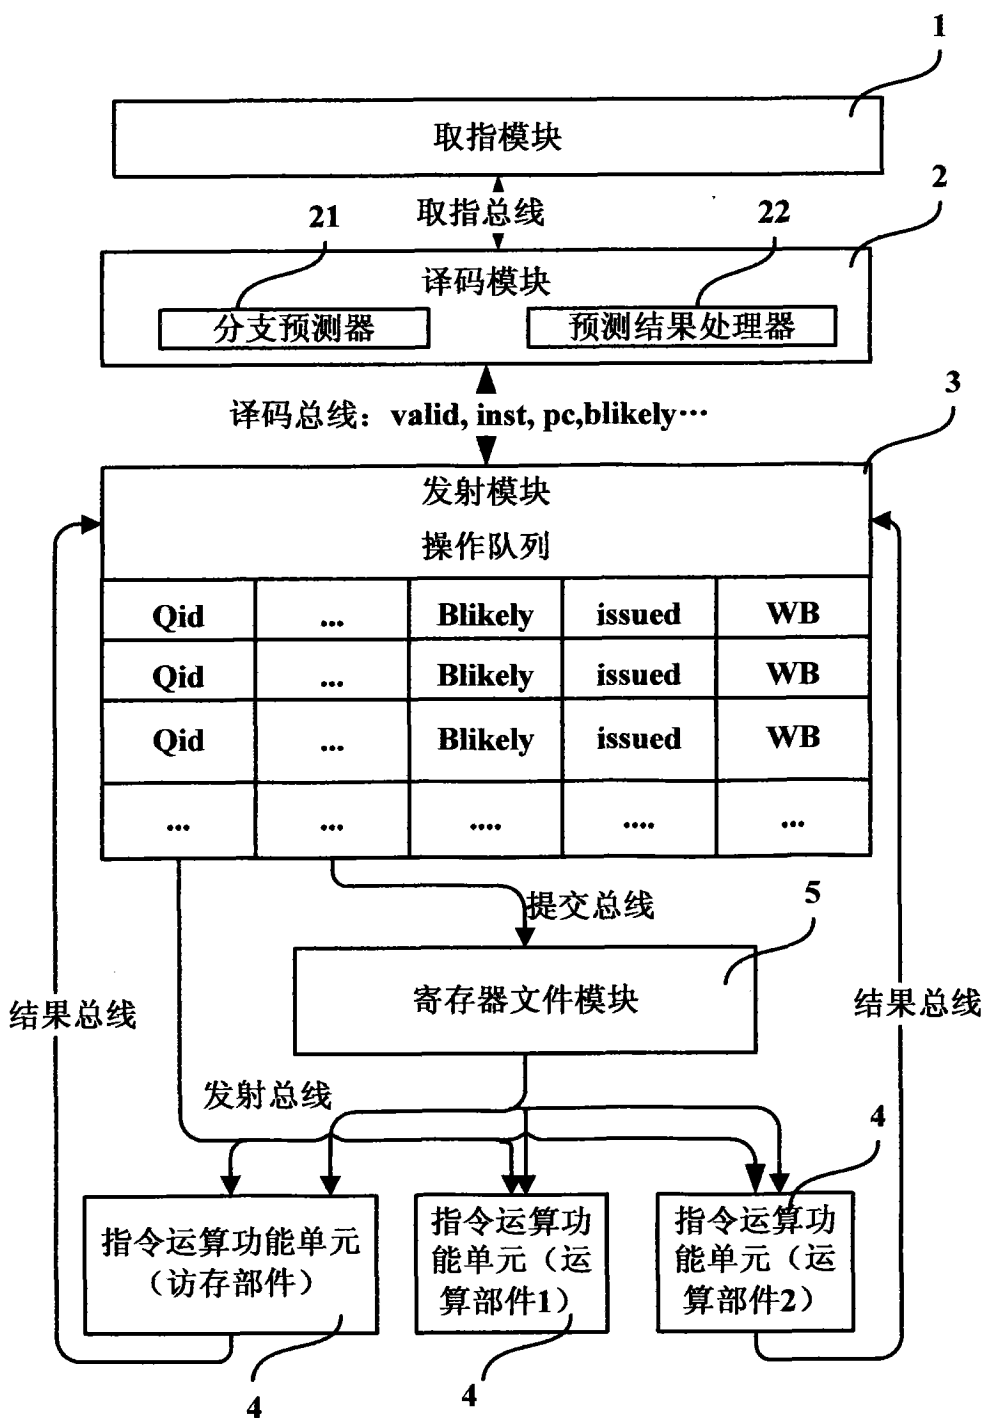 1
取指模块
2
取指总线
21
22
译码模块
分支预测器
预测结果处理器
3
译码总线：valid, inst, pc,blikely…
发射模块
操作队列
Qid ... Blikely issued WB
Qid ... Blikely issued WB
Qid ... Blikely issued WB
... ... .... .... ...
提交总线
5
寄存器文件模块
结果总线
结果总线
发射总线
4
指令运算功能单元
（访存部件）
指令运算功
能单元（运
算部件1）
指令运算功
能单元（运
算部件2）
4
4